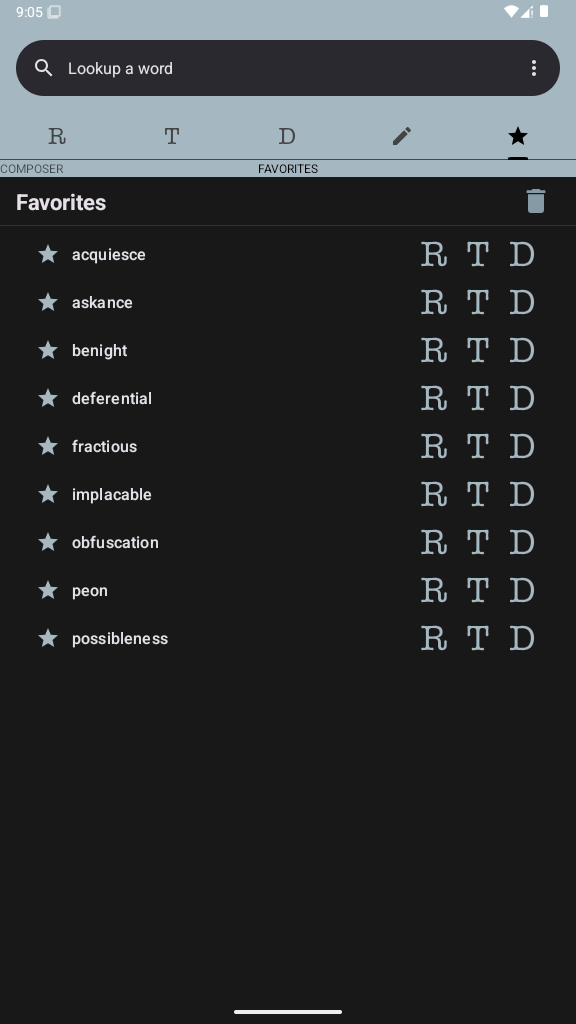 9:05
Lookup a word
R T D
COMPOSER FAVORITES
Favorites
acquiesce R T D
askance R T D
benight R T D
deferential R T D
fractious R T D
implacable R T D
obfuscation R T D
peon R T D
possibleness R T D